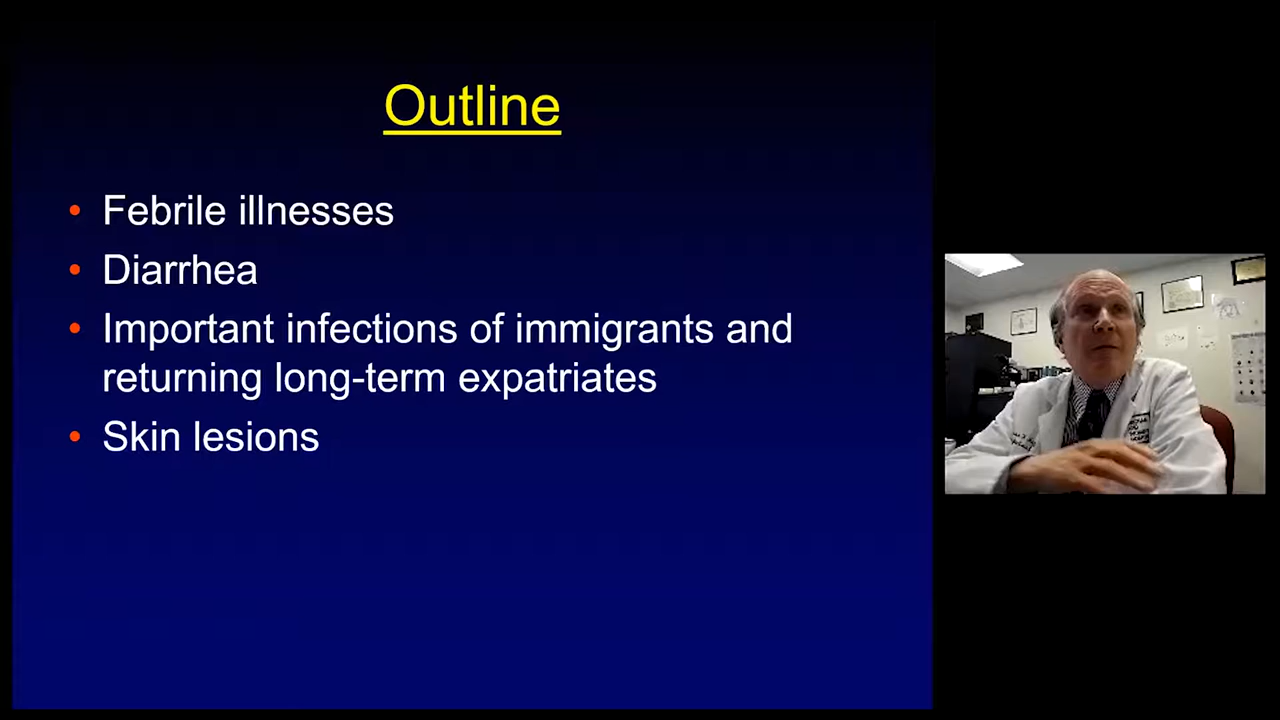 Outline
• Febrile illnesses
• Diarrhea
• Important infections of immigrants and
returning long-term expatriates
• Skin lesions